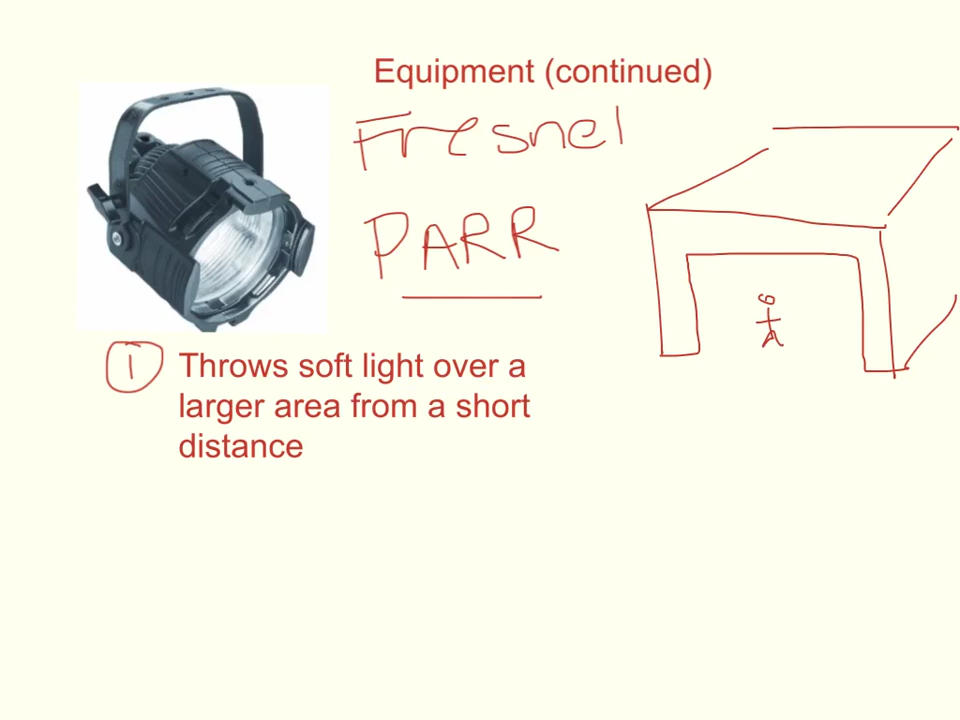 Equipment (continued)
Fresnel
PARR
1 Throws soft light over a
larger area from a short
distance